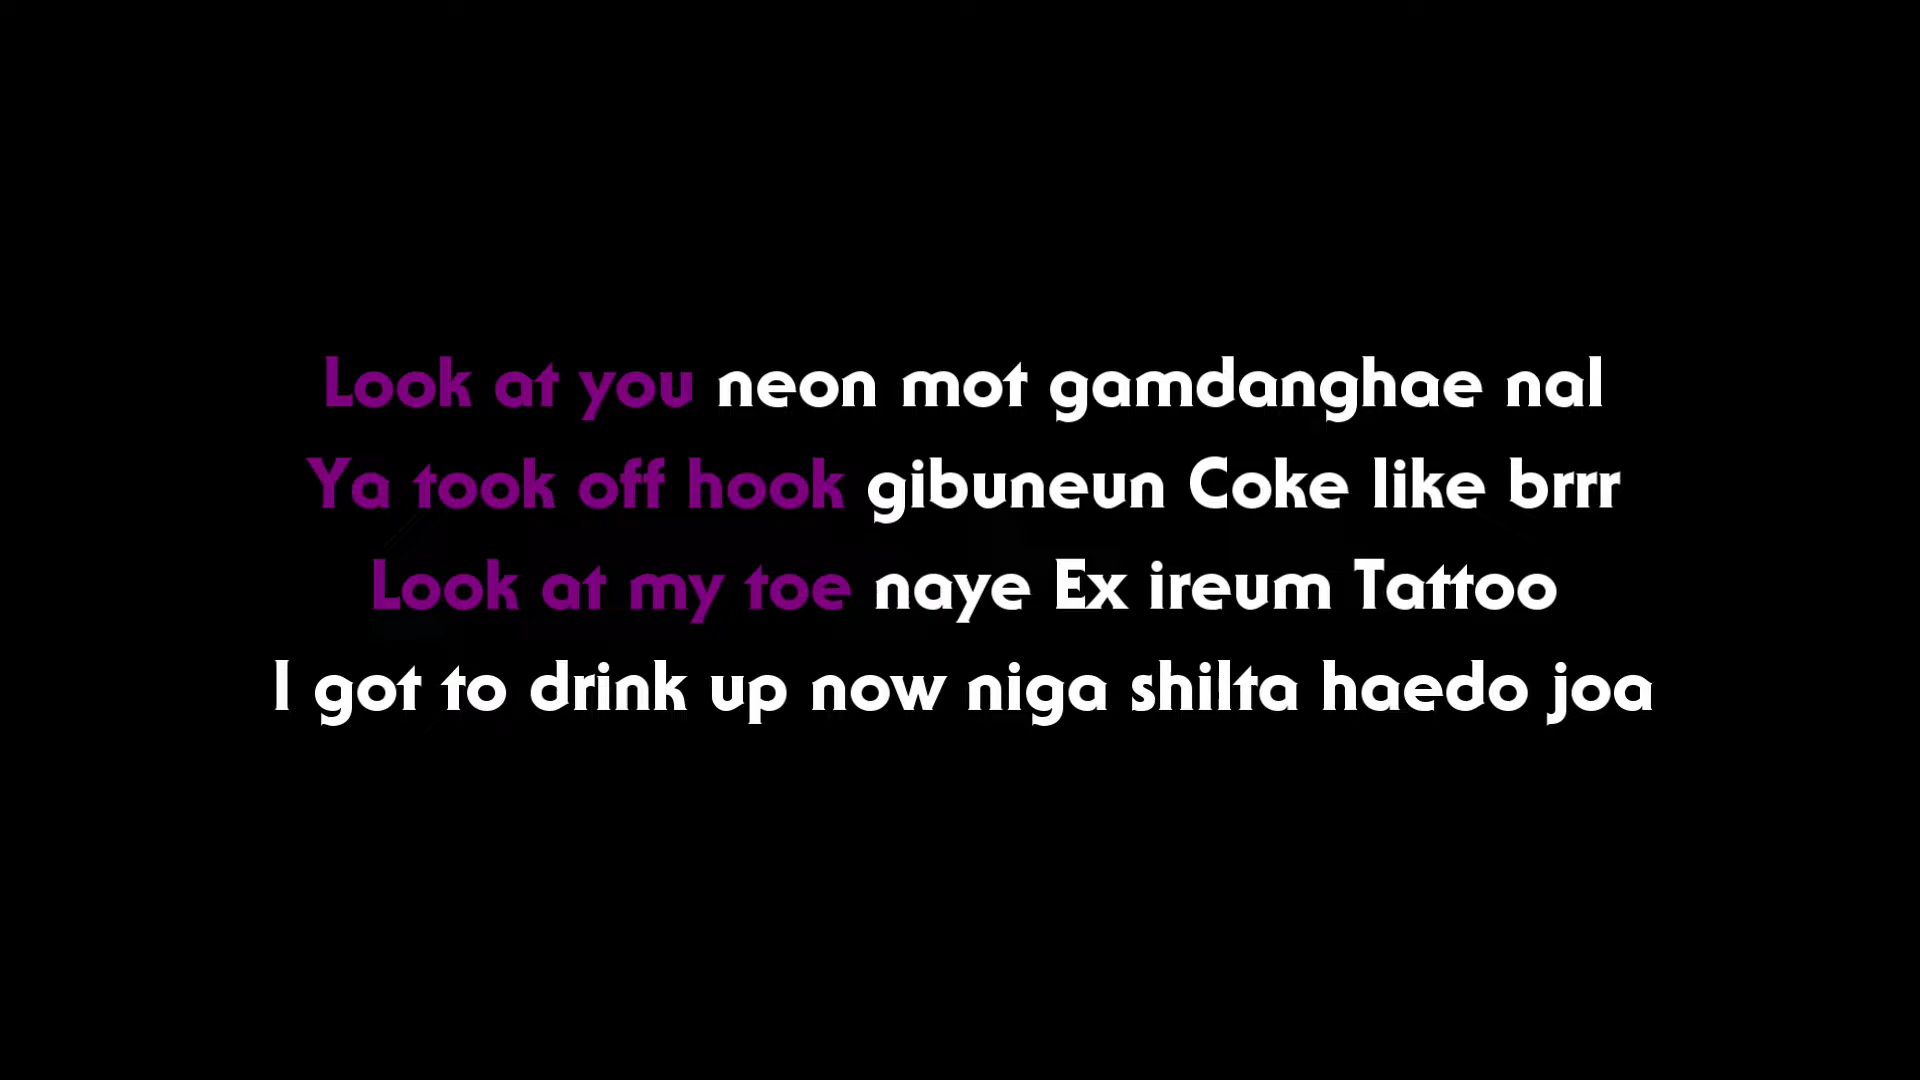 Look at you neon mot gamdanghae nal
Ya took off hook gibuneun Coke like brrr
Look at my toe naye Ex ireum Tattoo
I got to drink up now niga shilta haedo joa